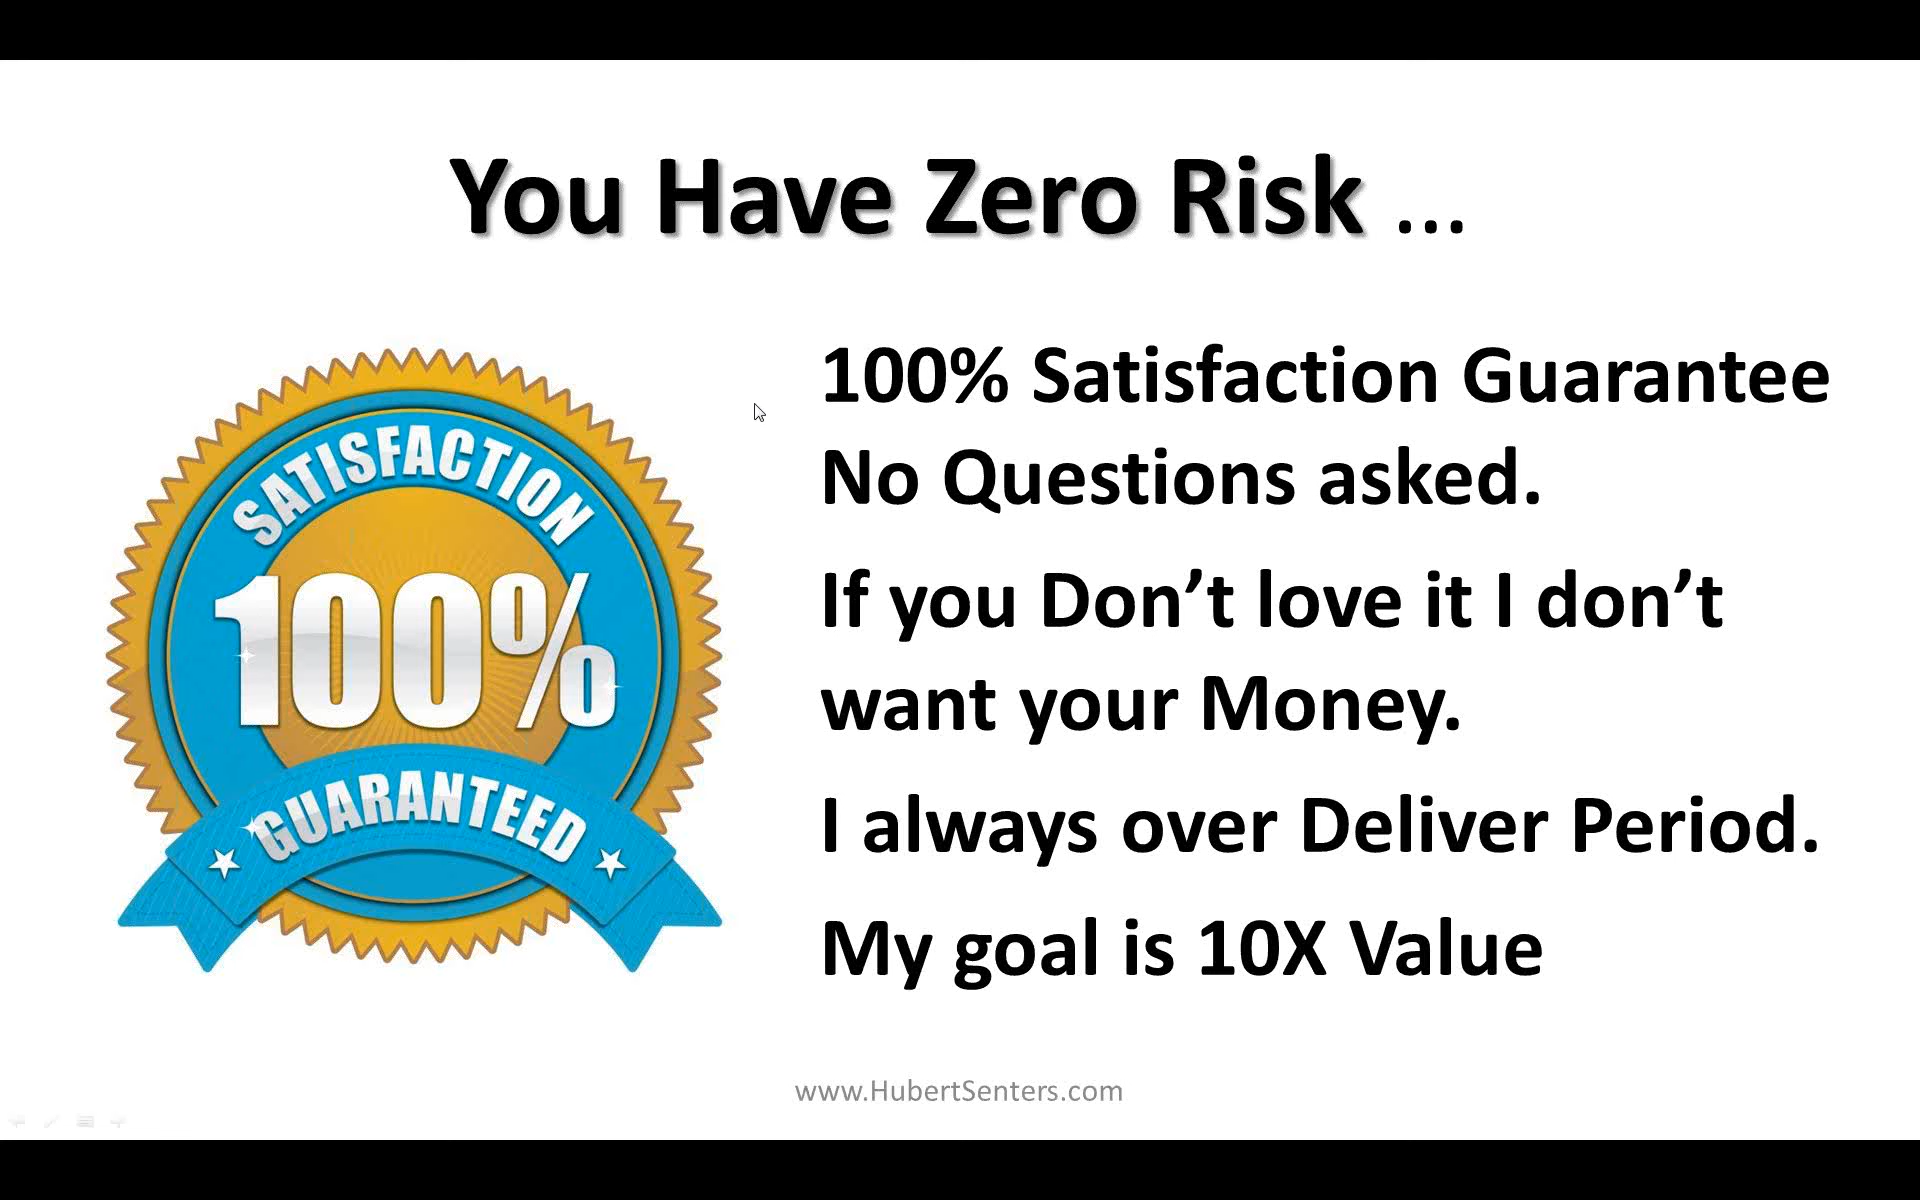 You Have Zero Risk ...
SATISFACTION
100%
GUARANTEED
100% Satisfaction Guarantee
No Questions asked.
If you Don’t love it I don’t
want your Money.
I always over Deliver Period.
My goal is 10X Value
www.HubertSenters.com